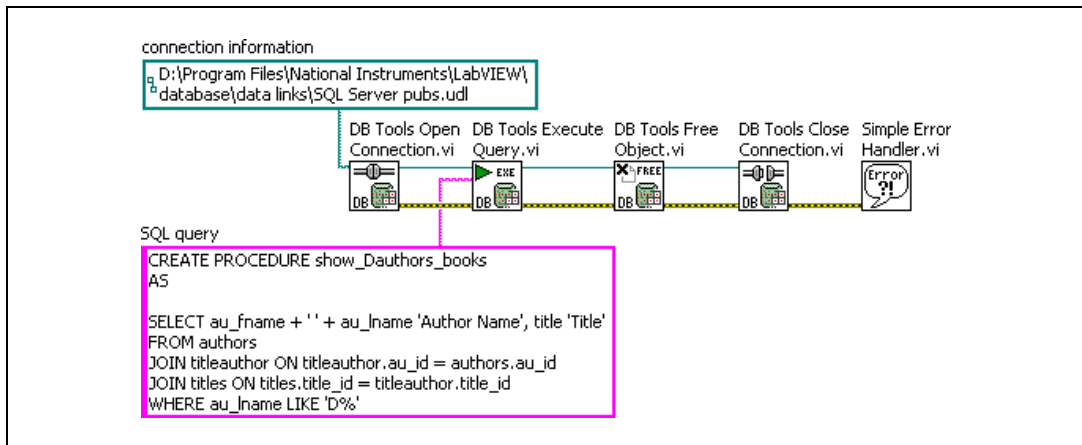 connection information
D:\Program Files\National Instruments\LabVIEW\
database\data links\SQL Server pubs.udl
DB Tools Open Connection.vi
DB Tools Execute Query.vi
DB Tools Free Object.vi
DB Tools Close Connection.vi
Simple Error Handler.vi
DB
EXE
DB
FREE
DB
DB
Error
?!
SQL query
CREATE PROCEDURE show_Dauthors_books
AS
SELECT au_fname + ' ' + au_lname 'Author Name', title 'Title'
FROM authors
JOIN titleauthor ON titleauthor.au_id = authors.au_id
JOIN titles ON titles.title_id = titleauthor.title_id
WHERE au_lname LIKE 'D%'